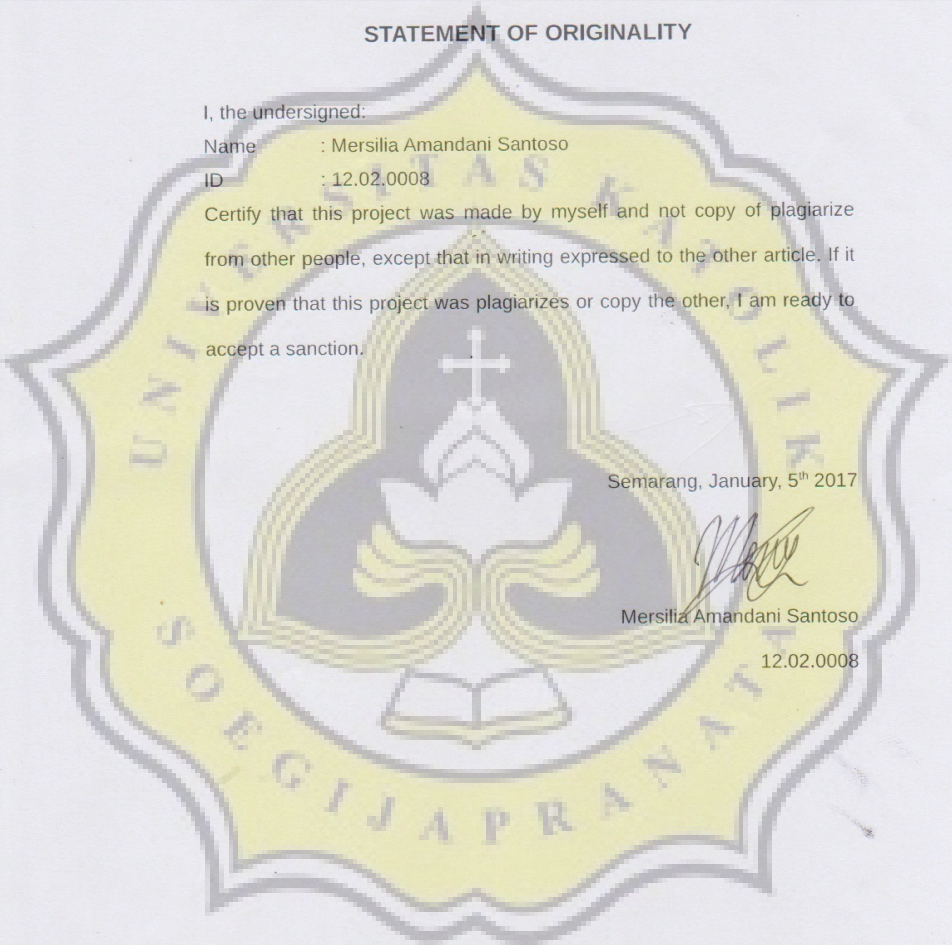 STATEMENT OF ORIGINALITY
I, the undersigned:
Name : Mersilia Amandani Santoso
ID : 12.02.0008
Certify that this project was made by myself and not copy of plagiarize
from other people, except that in writing expressed to the other article. If it
is proven that this project was plagiarizes or copy the other, I am ready to
accept a sanction.
Semarang, January, 5th 2017
Mersilia Amandani Santoso
12.02.0008
UNIVERSITAS KATOLIK
SOEGIJAPRANATA